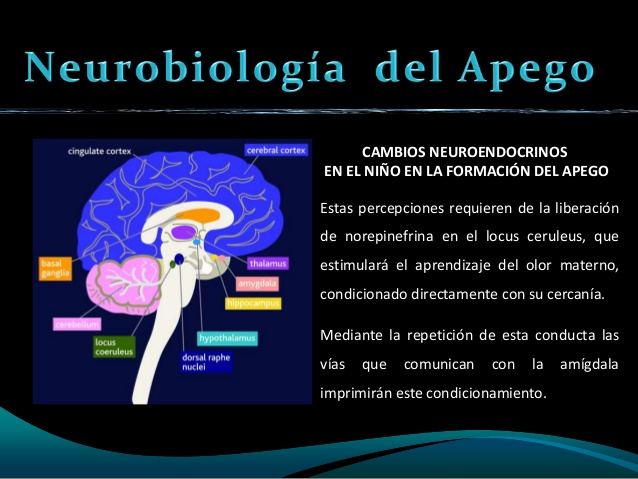 Neurobiología del Apego
cingulate cortex
cerebral cortex
basal
ganglia
thalamus
amygdala
hippocampus
cerebellum
locus
coeruleus
hypothalamus
dorsal raphe
nuclei
CAMBIOS NEUROENDOCRINOS
EN EL NIÑO EN LA FORMACIÓN DEL APEGO
Estas percepciones requieren de la liberación
de norepinefrina en el locus ceruleus, que
estimulará el aprendizaje del olor materno,
condicionado directamente con su cercanía.
Mediante la repetición de esta conducta las
vías que comunican con la amígdala
imprimirán este condicionamiento.